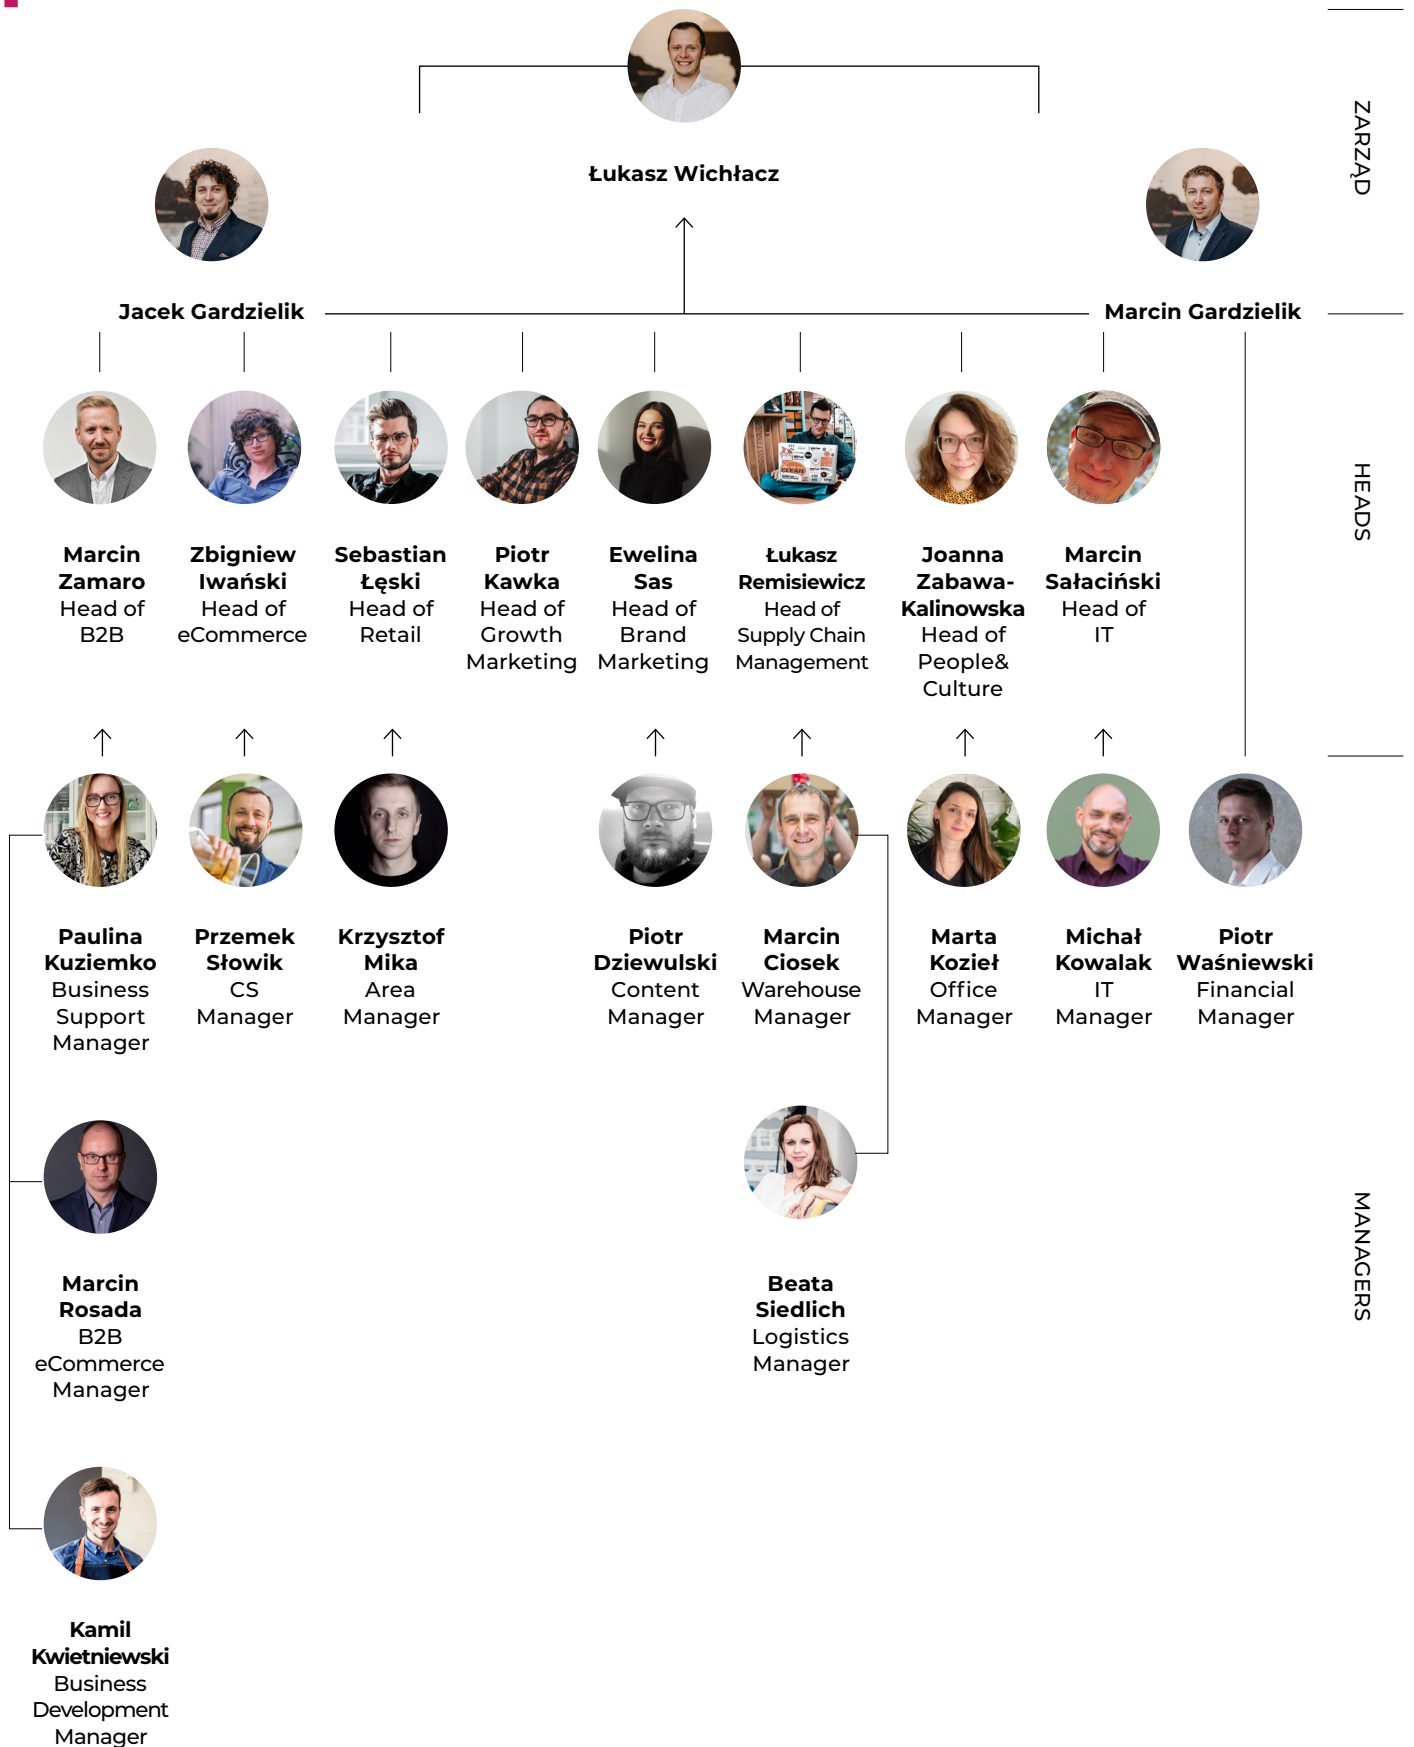 Łukasz Wichłacz
ZARZĄD
Jacek Gardzielik
Marcin Gardzielik
Marcin
Zamaro
Head of
B2B
Zbigniew
Iwański
Head of
eCommerce
Sebastian
Łęski
Head of
Retail
Piotr
Kawka
Head of
Growth
Marketing
Ewelina
Sas
Head of
Brand
Marketing
Łukasz
Remisiewicz
Head of
Supply Chain
Management
Joanna
Zabawa-
Kalinowska
Head of
People&
Culture
Marcin
Sałaciński
Head of
IT
HEADS
Paulina
Kuziemko
Business
Support
Manager
Przemek
Słowik
CS
Manager
Krzysztof
Mika
Area
Manager
Piotr
Dziewulski
Content
Manager
Marcin
Ciosek
Warehouse
Manager
Marta
Kozieł
Office
Manager
Michał
Kowalak
IT
Manager
Piotr
Waśniewski
Financial
Manager
Marcin
Rosada
B2B
eCommerce
Manager
Beata
Siedlich
Logistics
Manager
MANAGERS
Kamil
Kwietniewski
Business
Development
Manager